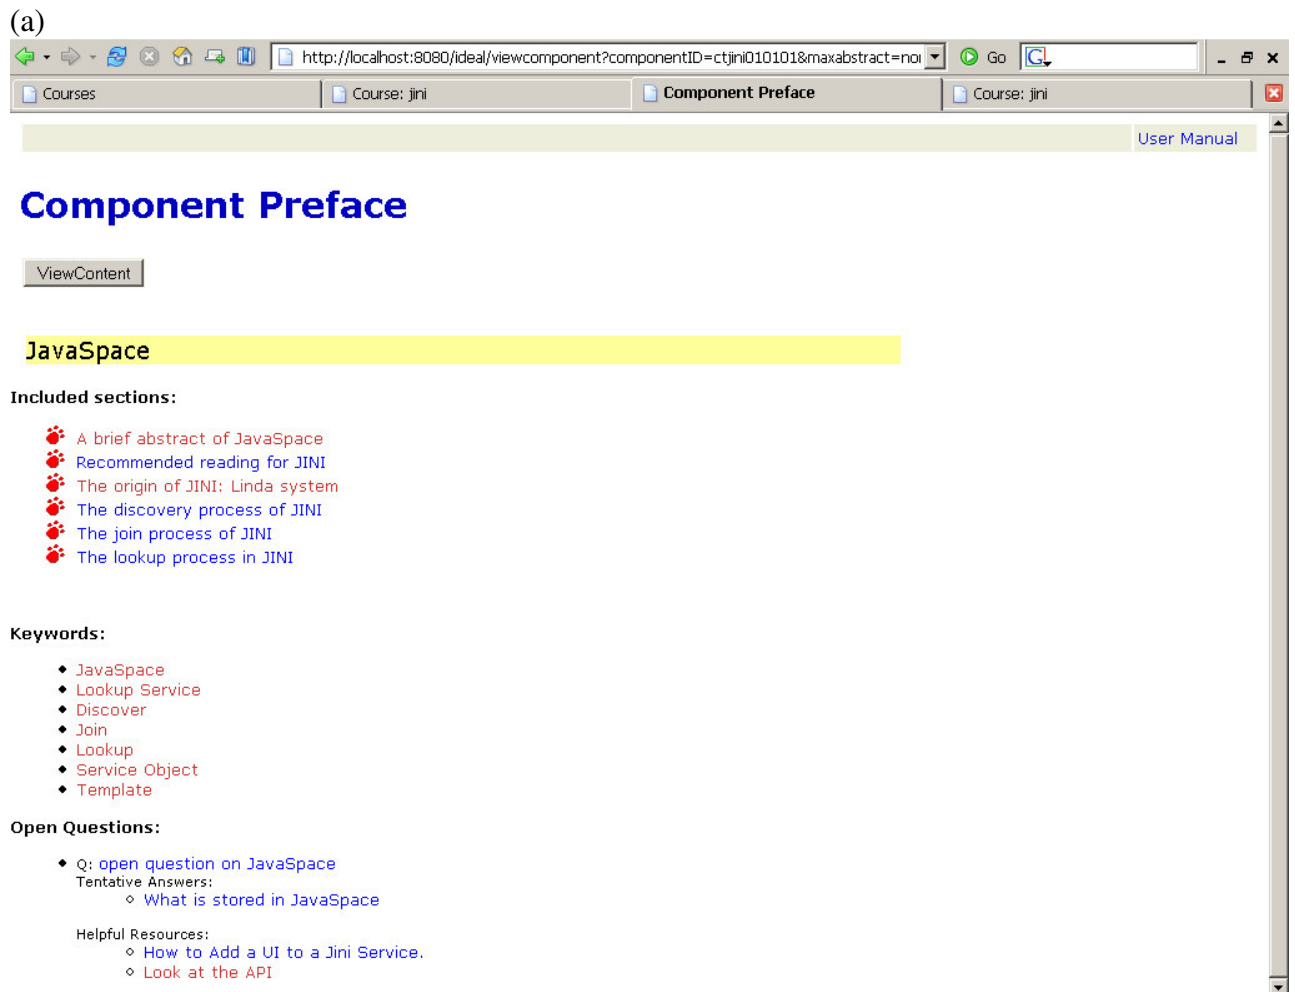 (a)
http://localhost:8080/ideal/viewcomponent?componentID=ctjini010101&maxabstract=nor Go G
Courses Course: jini Component Preface Course: jini
User Manual
Component Preface
ViewContent
JavaSpace
Included sections:
A brief abstract of JavaSpace
Recommended reading for JINI
The origin of JINI: Linda system
The discovery process of JINI
The join process of JINI
The lookup process in JINI
Keywords:
JavaSpace
Lookup Service
Discover
Join
Lookup
Service Object
Template
Open Questions:
Q: open question on JavaSpace
Tentative Answers:
What is stored in JavaSpace
Helpful Resources:
How to Add a UI to a Jini Service.
Look at the API